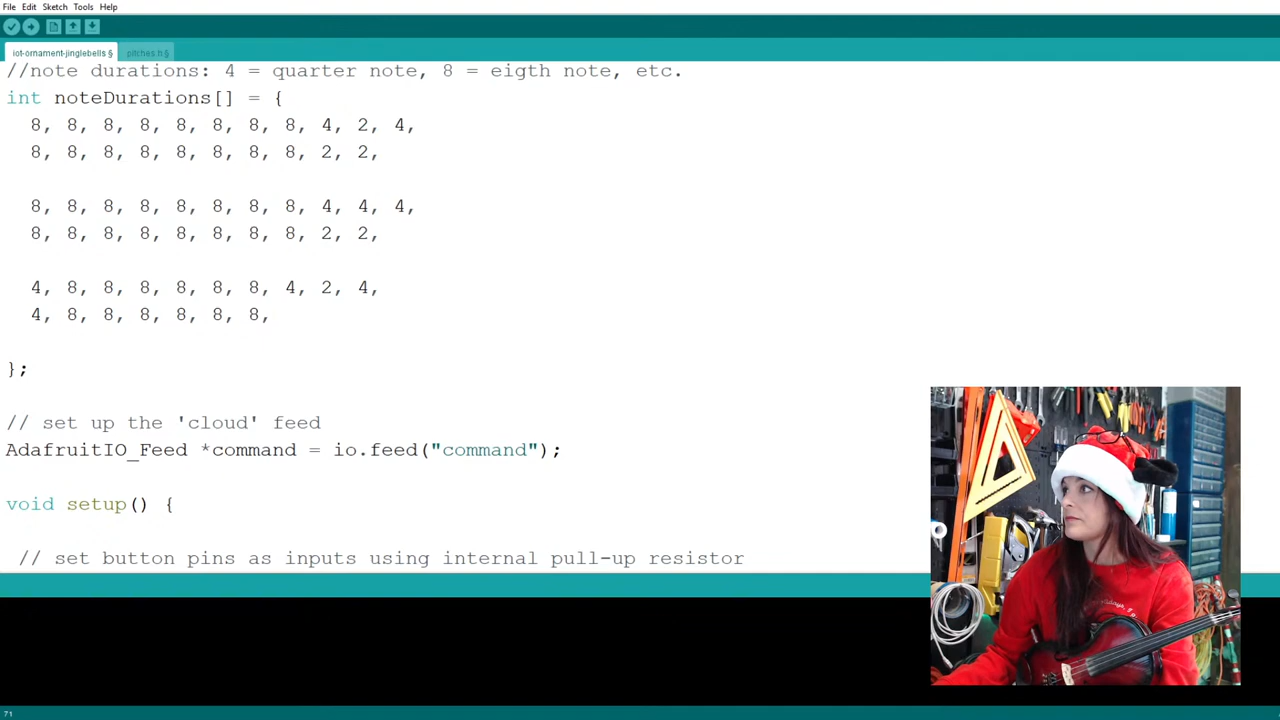 File Edit Sketch Tools Help
iot-ornament-jinglebells §
pitches.h §
//note durations: 4 = quarter note, 8 = eigth note, etc.
int noteDurations[] = {
8, 8, 8, 8, 8, 8, 8, 8, 4, 2, 4,
8, 8, 8, 8, 8, 8, 8, 8, 2, 2,
8, 8, 8, 8, 8, 8, 8, 8, 4, 4, 4,
8, 8, 8, 8, 8, 8, 8, 8, 2, 2,
4, 8, 8, 8, 8, 8, 8, 4, 2, 4,
4, 8, 8, 8, 8, 8, 8,
};
// set up the 'cloud' feed
AdafruitIO_Feed *command = io.feed("command");
void setup() {
// set button pins as inputs using internal pull-up resistor
71